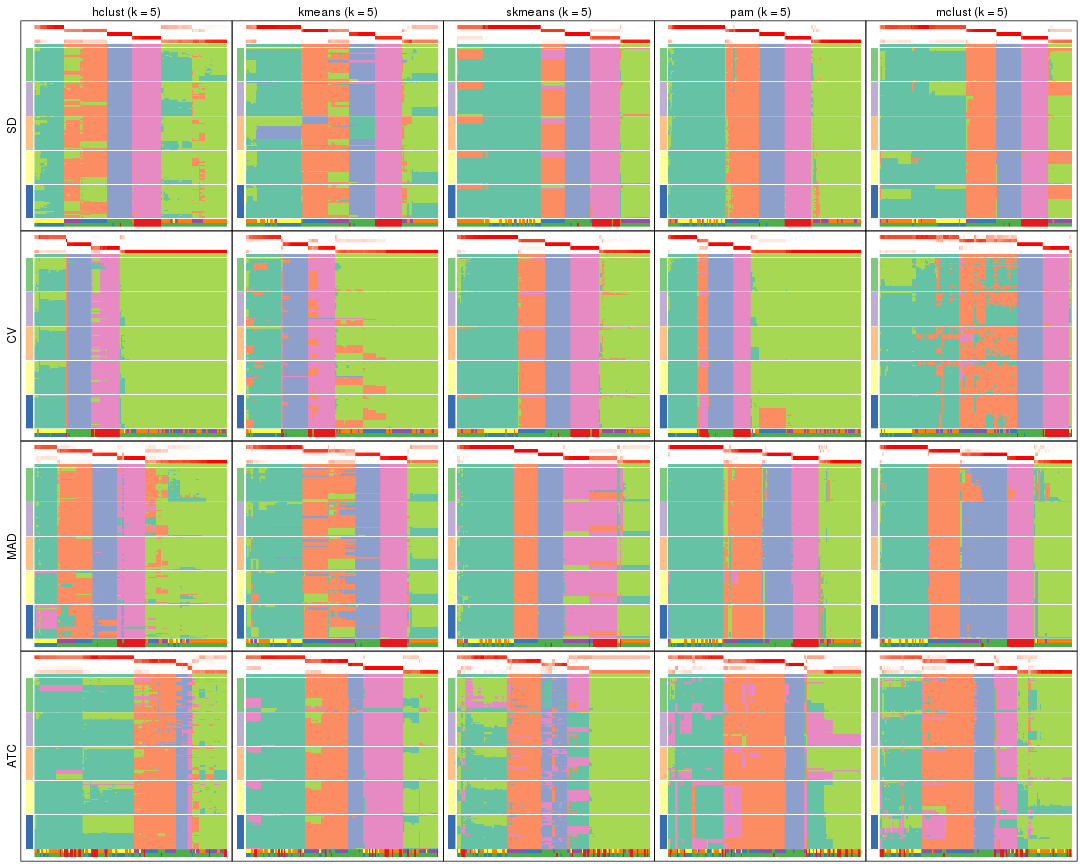 hclust (k = 5) kmeans (k = 5) skmeans (k = 5) pam (k = 5) mclust (k = 5)
SD
CV
MAD
ATC